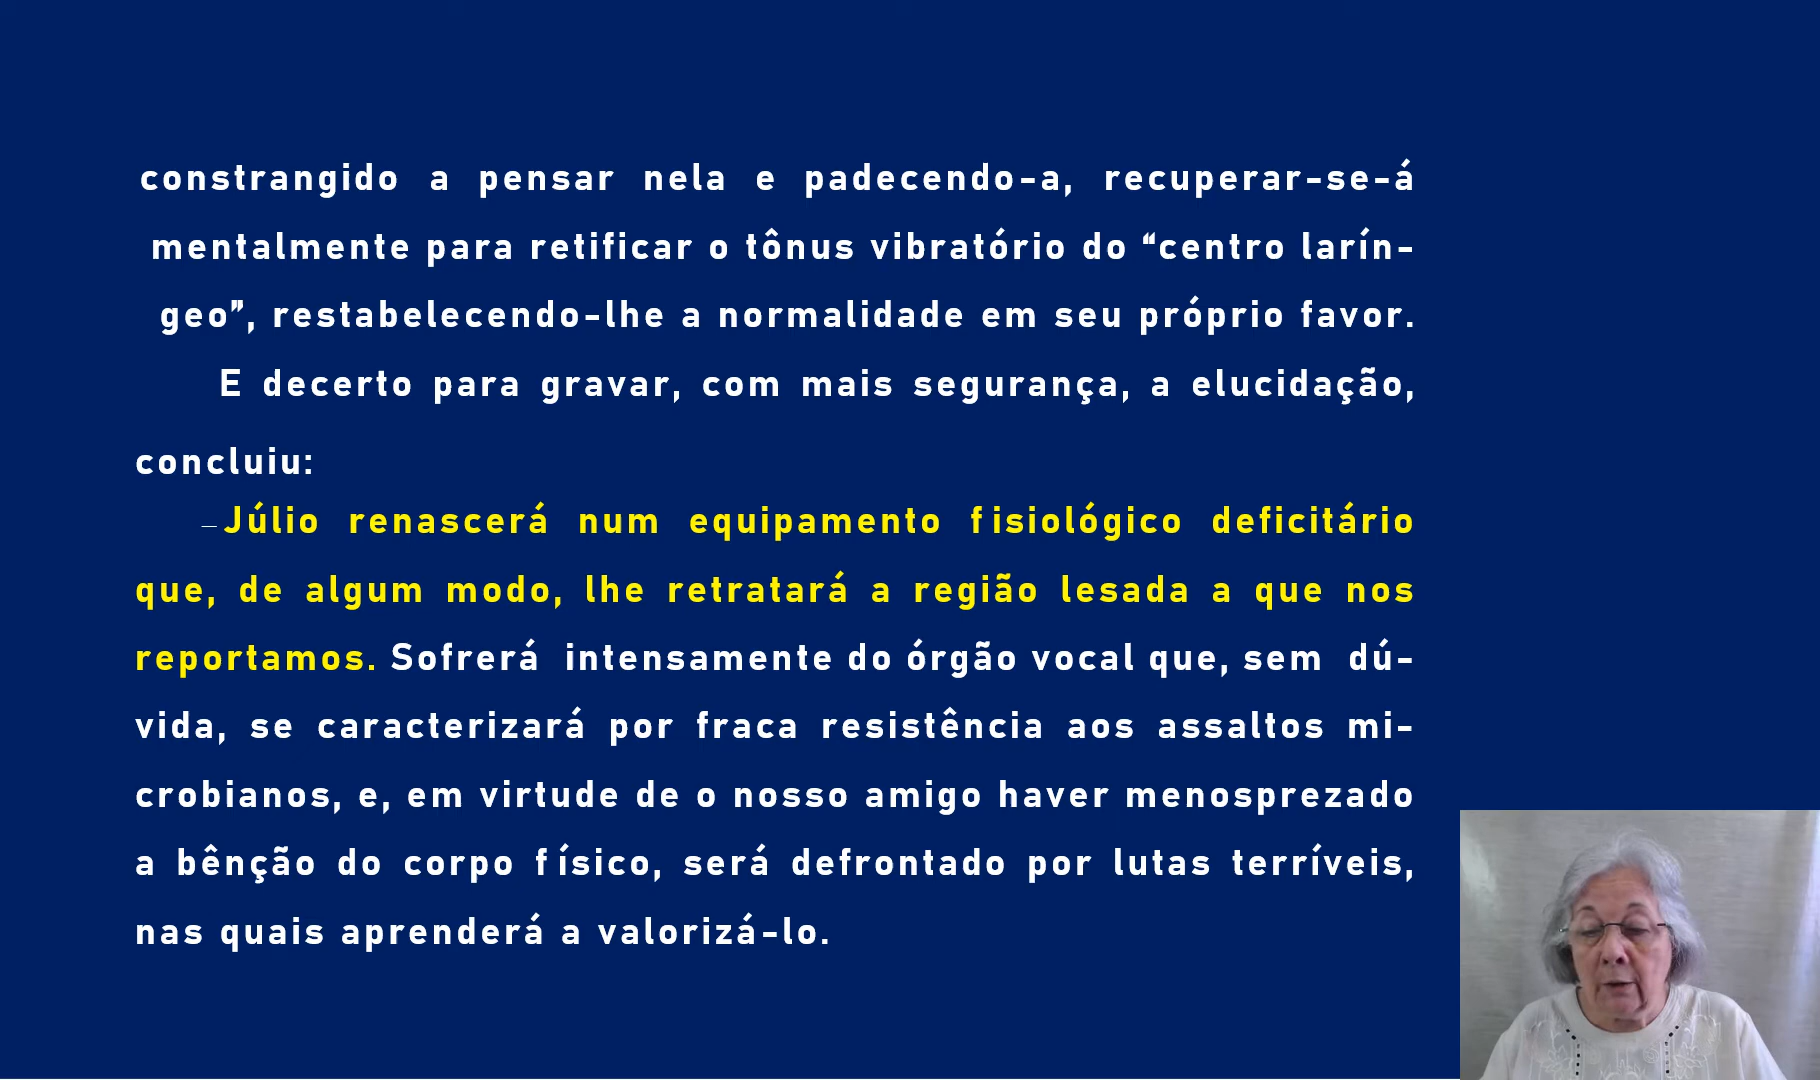 constrangido a pensar nela e padecendo-a, recuperar-se-á
mentalmente para retificar o tônus vibratório do “centro larín-
geo”, restabelecendo-lhe a normalidade em seu próprio favor.
E decerto para gravar, com mais segurança, a elucidação,
concluiu:
–Júlio renascerá num equipamento fisiológico deficitário
que, de algum modo, lhe retratará a região lesada a que nos
reportamos. Sofrerá intensamente do órgão vocal que, sem dú-
vida, se caracterizará por fraca resistência aos assaltos mi-
crobianos, e, em virtude de o nosso amigo haver menosprezado
a bênção do corpo físico, será defrontado por lutas terríveis,
nas quais aprenderá a valorizá-lo.